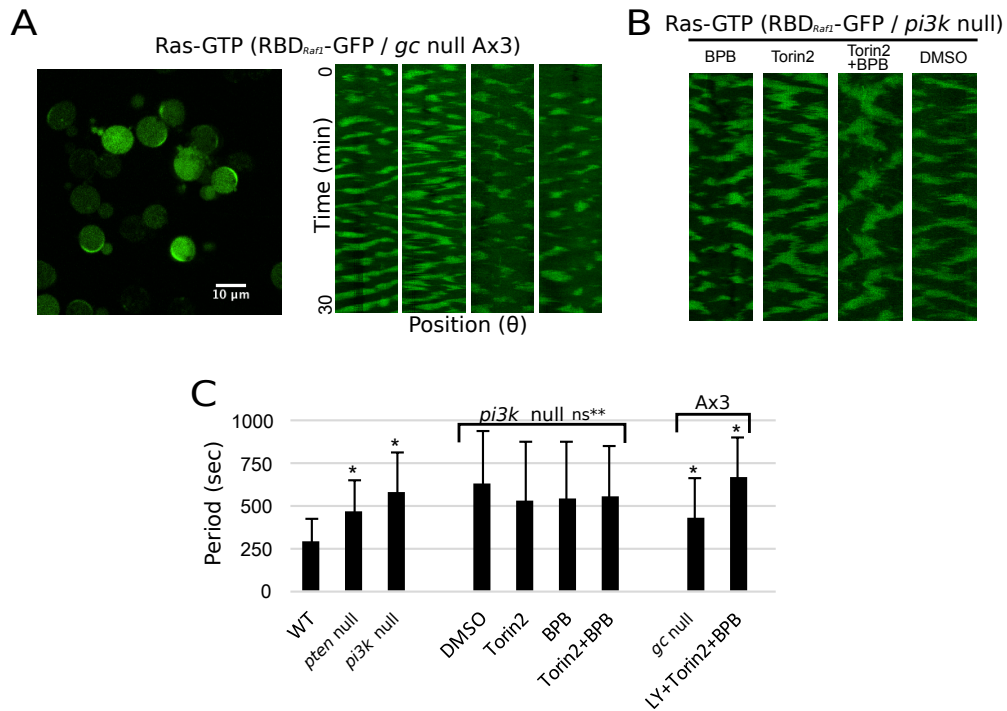 A
Ras-GTP (RBDRaf1-GFP / gc null Ax3)
0
Time (min)
30
Position (θ)
10 μm
B
Ras-GTP (RBDRaf1-GFP / pi3k null)
BPB
Torin2
Torin2
+BPB
DMSO
C
pi3k null ns**
Ax3
Period (sec)
1000
750
500
250
0
*
*
*
*
WT
pten null
pi3k null
DMSO
Torin2
BPB
Torin2+BPB
gc null
LY+Torin2+BPB